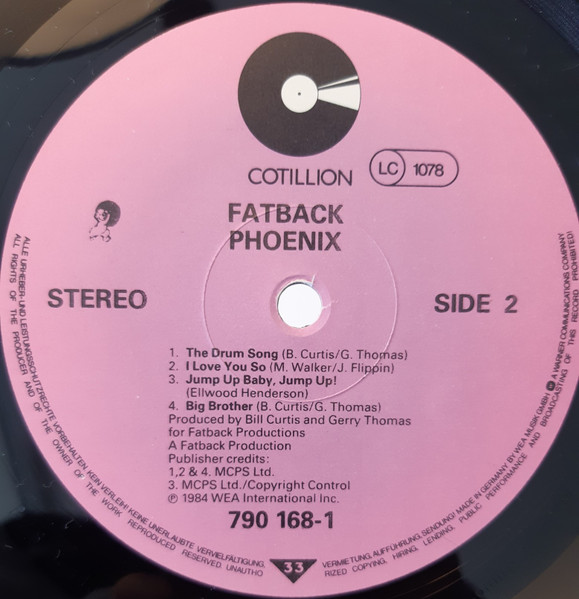 COTILLION
LC 1078
FATBACK
PHOENIX
STEREO
SIDE 2
1. The Drum Song (B. Curtis/G. Thomas)
2. I Love You So (M. Walker/J. Flippin)
3. Jump Up Baby, Jump Up!
(Ellwood Henderson)
4. Big Brother (B. Curtis/G. Thomas)
Produced by Bill Curtis and Gerry Thomas
for Fatback Productions
A Fatback Production
Publisher credits:
1,2 & 4. MCPS Ltd.
3. MCPS Ltd./Copyright Control
℗ 1984 WEA International Inc.
790 168-1
33
ALLE URHEBER- UND LEISTUNGSSCHUTZRECHTE VORBEHALTEN. KEIN VERLEIH! KEINE UNERLAUBTE VERVIELFÄLTIGUNG, VERMIETUNG, AUFFÜHRUNG, SENDUNG! MADE IN GERMANY BY WEA MUSIK GMBH A WARNER COMMUNICATIONS COMPANY
ALL RIGHTS OF THE PRODUCER AND OF THE OWNER OF THE WORK REPRODUCED RESERVED. UNAUTHORIZED COPYING, HIRING, LENDING, PUBLIC PERFORMANCE AND BROADCASTING OF THIS RECORD PROHIBITED!